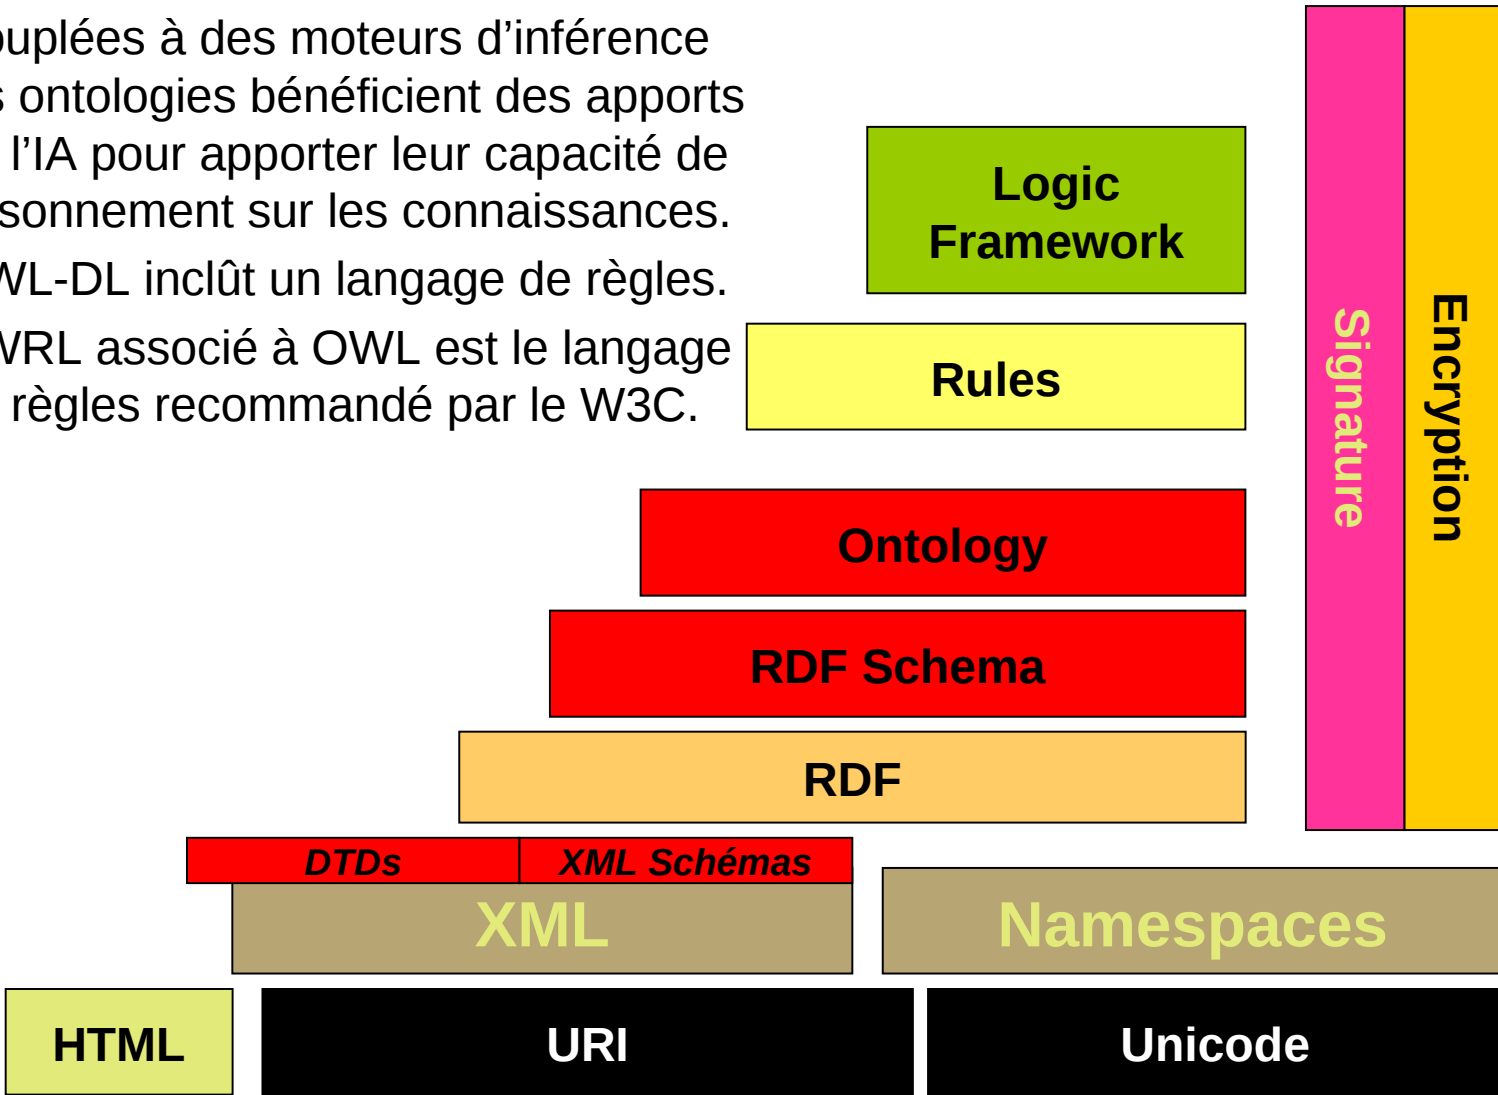 ouplées à des moteurs d’inférence
s ontologies bénéficient des apports
l’IA pour apporter leur capacité de
sonnement sur les connaissances.
WL-DL inclût un langage de règles.
WRL associé à OWL est le langage
règles recommandé par le W3C.
Logic
Framework
Rules
Signature
Encryption
Ontology
RDF Schema
RDF
DTDs XML Schémas
XML Namespaces
HTML URI Unicode